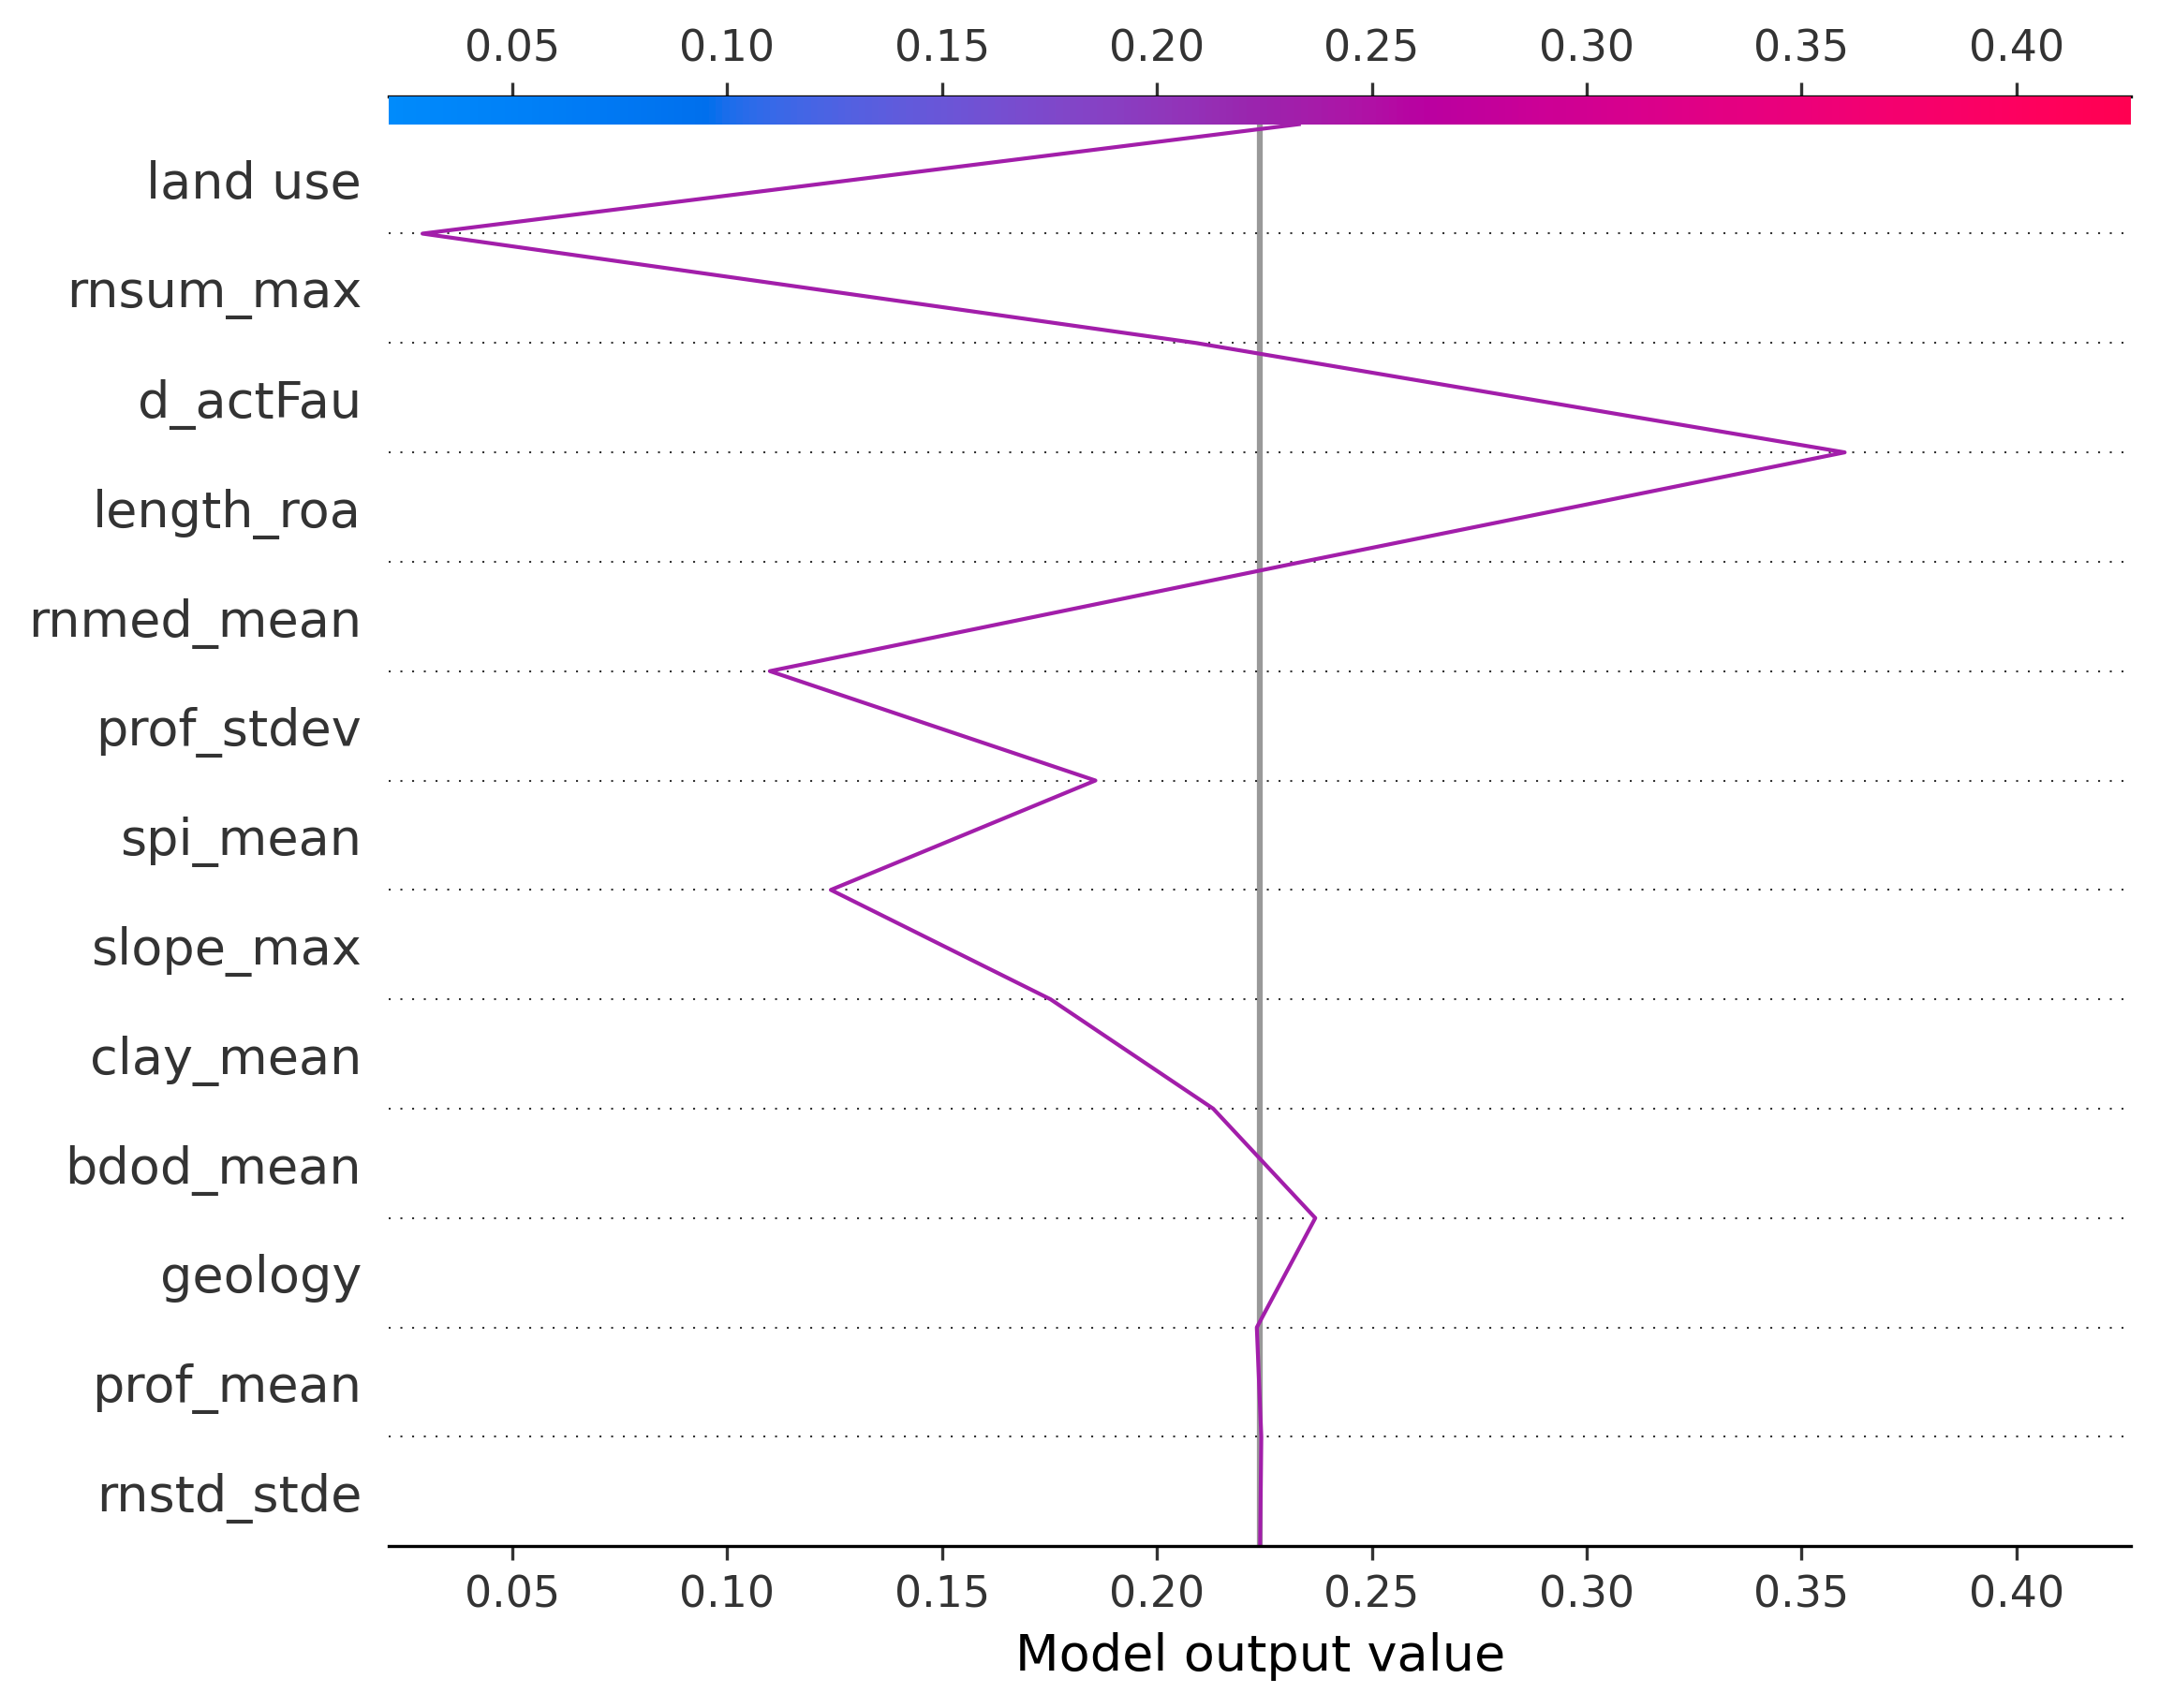 0.05 0.10 0.15 0.20 0.25 0.30 0.35 0.40
land use
rnsum_max
d_actFau
length_roa
rnmed_mean
prof_stdev
spi_mean
slope_max
clay_mean
bdod_mean
geology
prof_mean
rnstd_stde
0.05 0.10 0.15 0.20 0.25 0.30 0.35 0.40
Model output value